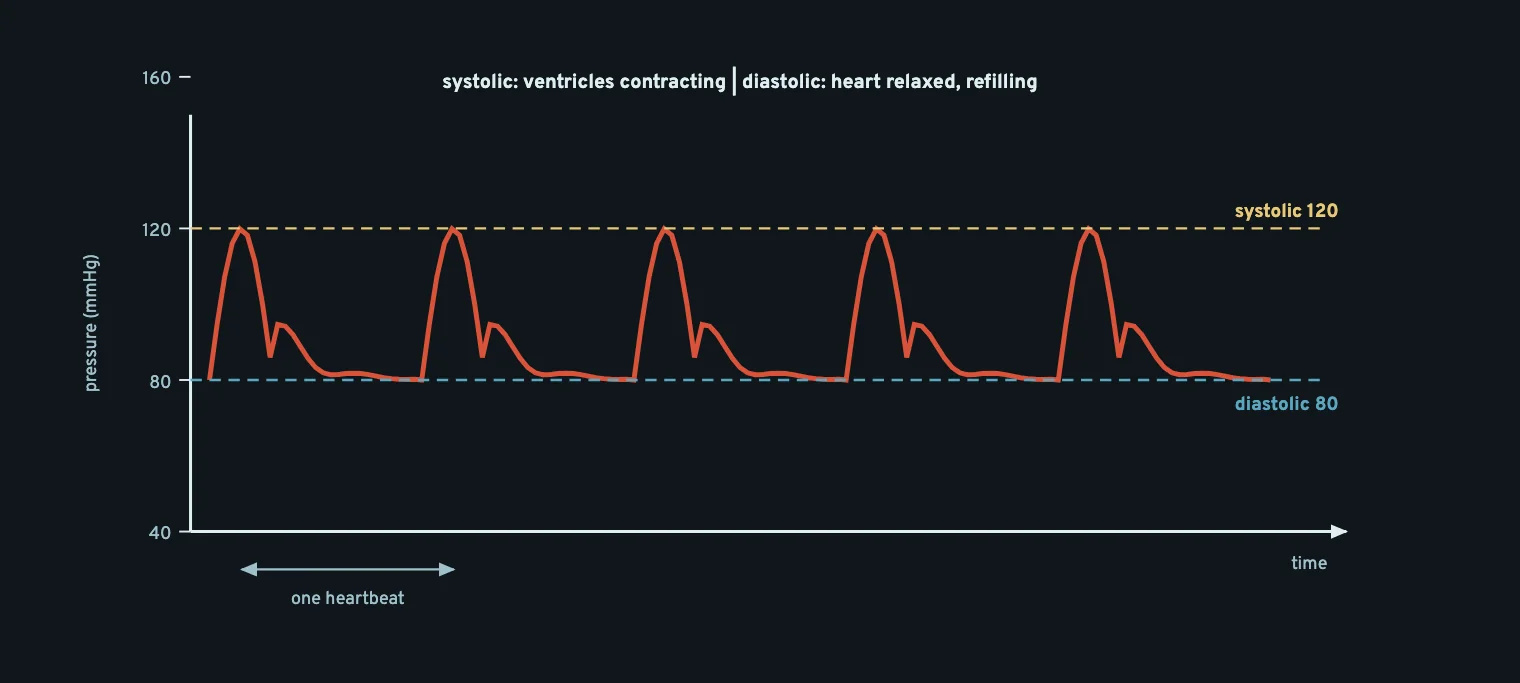 160
systolic: ventricles contracting | diastolic: heart relaxed, refilling
systolic 120
120
pressure (mmHg)
80
diastolic 80
40
time
one heartbeat